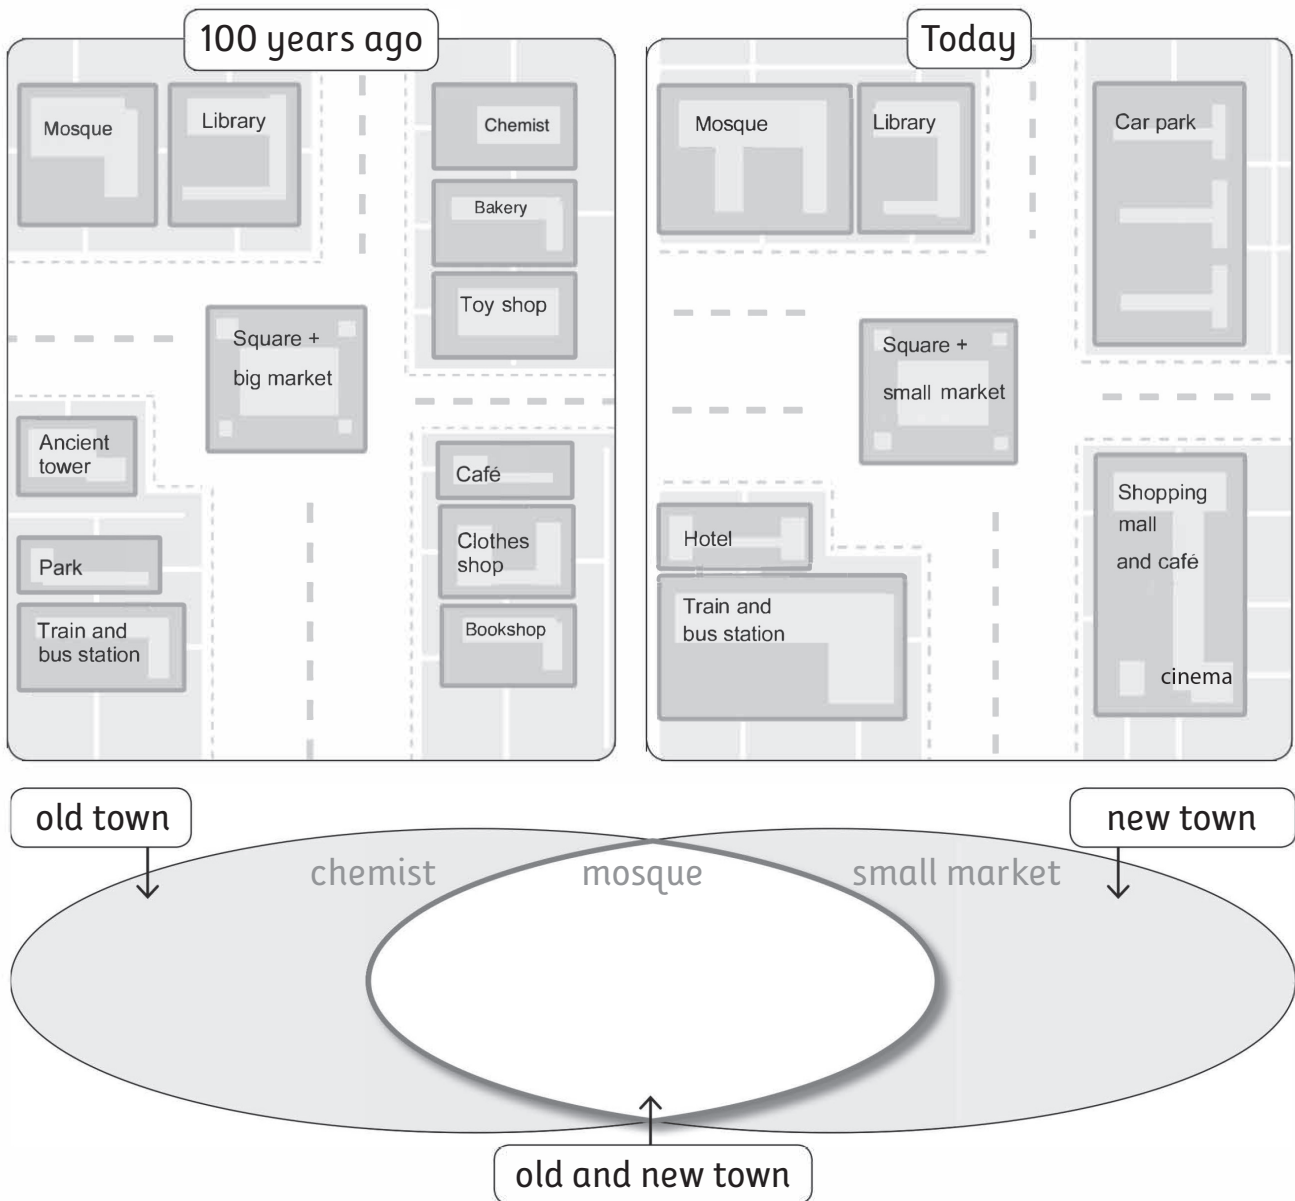 100 years ago
Mosque
Library
Chemist
Bakery
Toy shop
Square +
big market
Ancient
tower
Café
Park
Clothes
shop
Train and
bus station
Bookshop
Today
Mosque
Library
Car park
Square +
small market
Hotel
Shopping
mall
and café
Train and
bus station
cinema
old town
new town
chemist
mosque
small market
old and new town